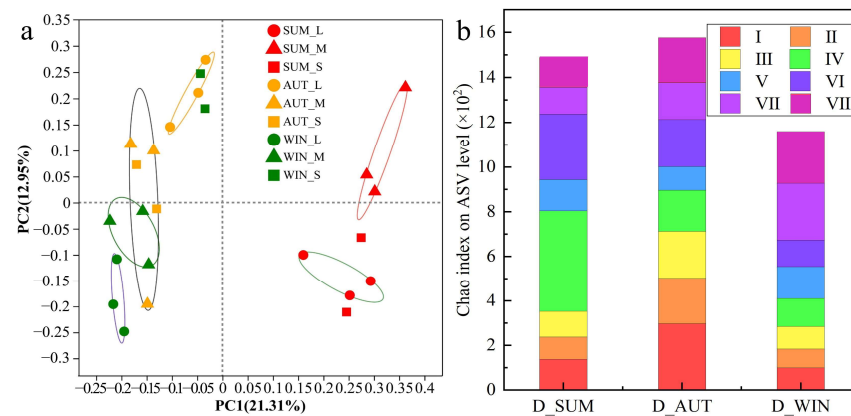 a
PC2(12.95%)
0.35
0.3
0.25
0.2
0.15
0.1
0.05
0
−0.05
−0.1
−0.15
−0.2
−0.25
−0.3
−0.25
−0.2
−0.15
−0.1
−0.05
0
0.05
0.1
0.15
0.2
0.25
0.3
0.35
0.4
PC1(21.31%)
SUM_L
SUM_M
SUM_S
AUT_L
AUT_M
AUT_S
WIN_L
WIN_M
WIN_S
b
Chac index on ASV level (×10²)
16
14
12
10
8
6
4
2
0
I II
III IV
V VI
VII VII
D_SUM D_AUT D_WIN